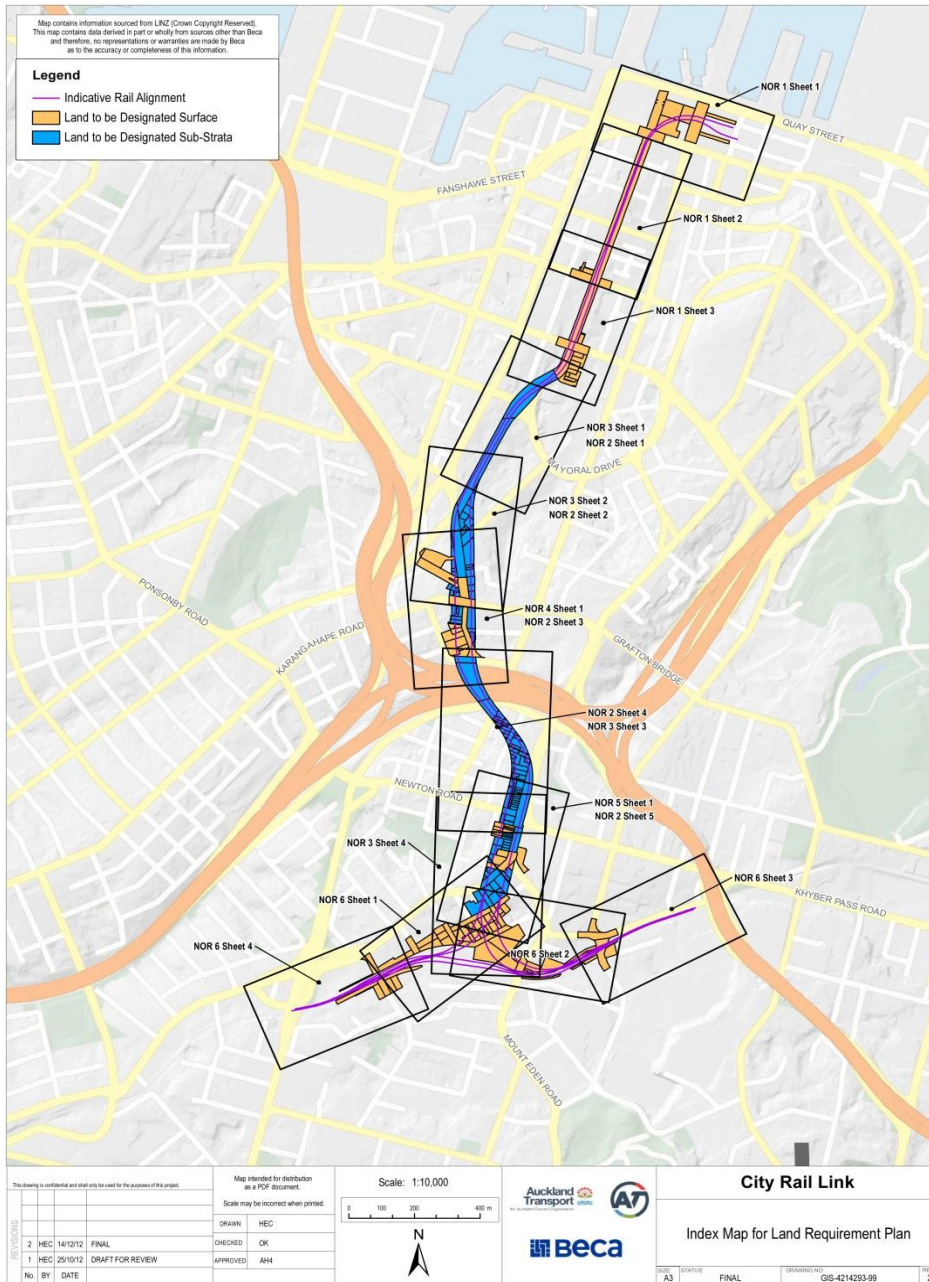 Map contains information sourced from LINZ (Crown Copyright Reserved).
This map contains data derived in part or wholly from sources other than Beca
and therefore, no representations or warranties are made by Beca
as to the accuracy or completeness of this information.
Legend
Indicative Rail Alignment
Land to be Designated Surface
Land to be Designated Sub-Strata
NOR 1 Sheet 1
QUAY STREET
FANSHAWE STREET
NOR 1 Sheet 2
NOR 1 Sheet 3
NOR 3 Sheet 1
NOR 2 Sheet 1
MAYORAL DRIVE
NOR 3 Sheet 2
NOR 2 Sheet 2
PONSONBY ROAD
KARANGAHAPE ROAD
NOR 4 Sheet 1
NOR 2 Sheet 3
GRAFTON BRIDGE
NOR 2 Sheet 4
NOR 3 Sheet 3
NEWTON ROAD
NOR 5 Sheet 1
NOR 2 Sheet 5
NOR 3 Sheet 4
NOR 6 Sheet 3
KHYBER PASS ROAD
NOR 6 Sheet 1
NOR 6 Sheet 4
NOR 6 Sheet 2
MOUNT EDEN ROAD
This drawing is confidential and shall only be used for the purposes of this project.
REVISIONS
2 HEC 14/12/12 FINAL
1 HEC 25/10/12 DRAFT FOR REVIEW
No. BY DATE
Map intended for distribution
as a PDF document.
Scale may be incorrect when printed.
DRAWN HEC
CHECKED OK
APPROVED AH4
Scale: 1:10,000
0 100 200 400 m
N
Auckland
Transport
An Auckland Council Organisation
AT
Beca
City Rail Link
Index Map for Land Requirement Plan
SIZE A3
STATUS FINAL
DRAWING NO. GIS-4214293-99